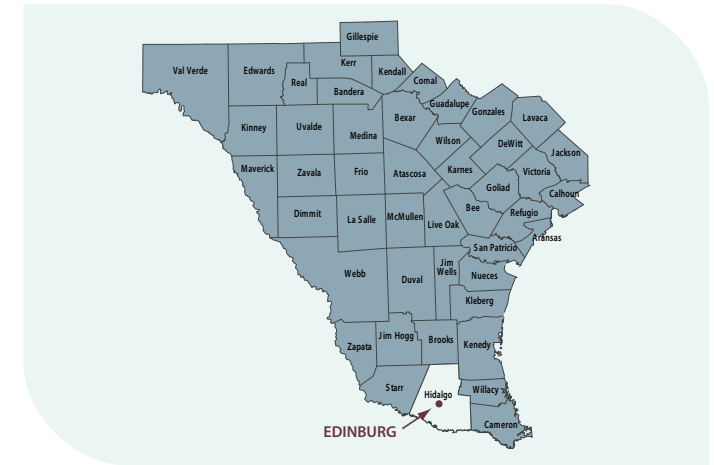 Gillespie
Kerr
Val Verde
Edwards
Real
Kendall
Comal
Bandera
Guadalupe
Gonzales
Lavaca
Bexar
Kinney
Uvalde
Medina
Wilson
DeWitt
Jackson
Maverick
Zavala
Frio
Atascosa
Karnes
Victoria
Goliad
Calhoun
Dimmit
La Salle
McMullen
Live Oak
Bee
Refugio
Aransas
San Patricio
Webb
Duval
Jim
Wells
Nueces
Kleberg
Zapata
Jim Hogg
Brooks
Kenedy
Starr
Hidalgo
Willacy
Cameron
EDINBURG